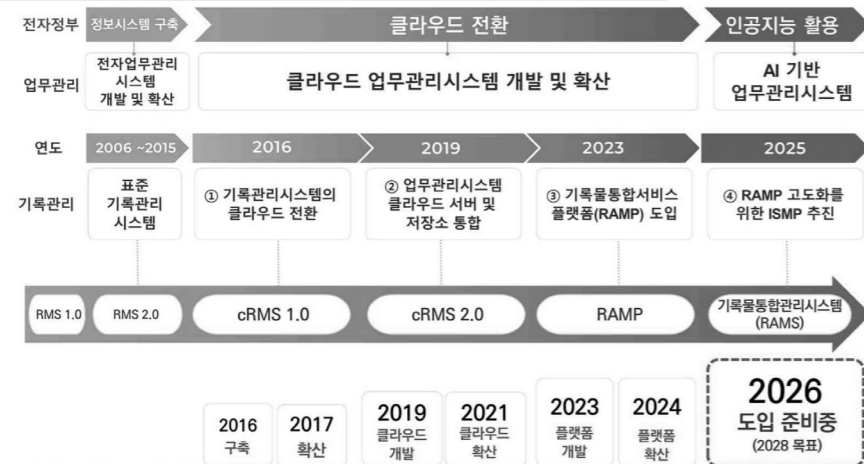 전자정부
정보시스템 구축
클라우드 전환
인공지능 활용
업무관리
전자업무관리
시스템
개발 및 확산
클라우드 업무관리시스템 개발 및 확산
AI 기반
업무관리시스템
연도
2006 ~2015
2016
2019
2023
2025
기록관리
표준
기록관리
시스템
① 기록관리시스템의
클라우드 전환
② 업무관리시스템
클라우드 서버 및
저장소 통합
③ 기록물통합서비스
플랫폼(RAMP) 도입
④ RAMP 고도화를
위한 ISMP 추진
RMS 1.0
RMS 2.0
cRMS 1.0
cRMS 2.0
RAMP
기록물통합관리시스템
(RAMS)
2016
구축
2017
확산
2019
클라우드
개발
2021
클라우드
확산
2023
플랫폼
개발
2024
플랫폼
확산
2026
도입 준비중
(2028 목표)